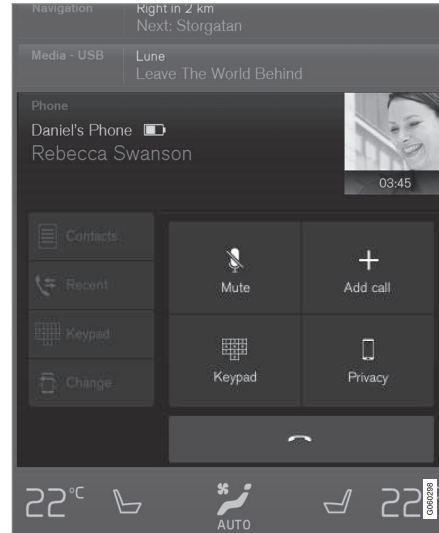 Navigation
Right in 2 km
Next: Storgatan
Media - USB
Lune
Leave The World Behind
Phone
Daniel's Phone
Rebecca Swanson
03:45
Contacts
Recent
Keypad
Change
Mute
Add call
Keypad
Privacy
22°C
AUTO
22
G060298